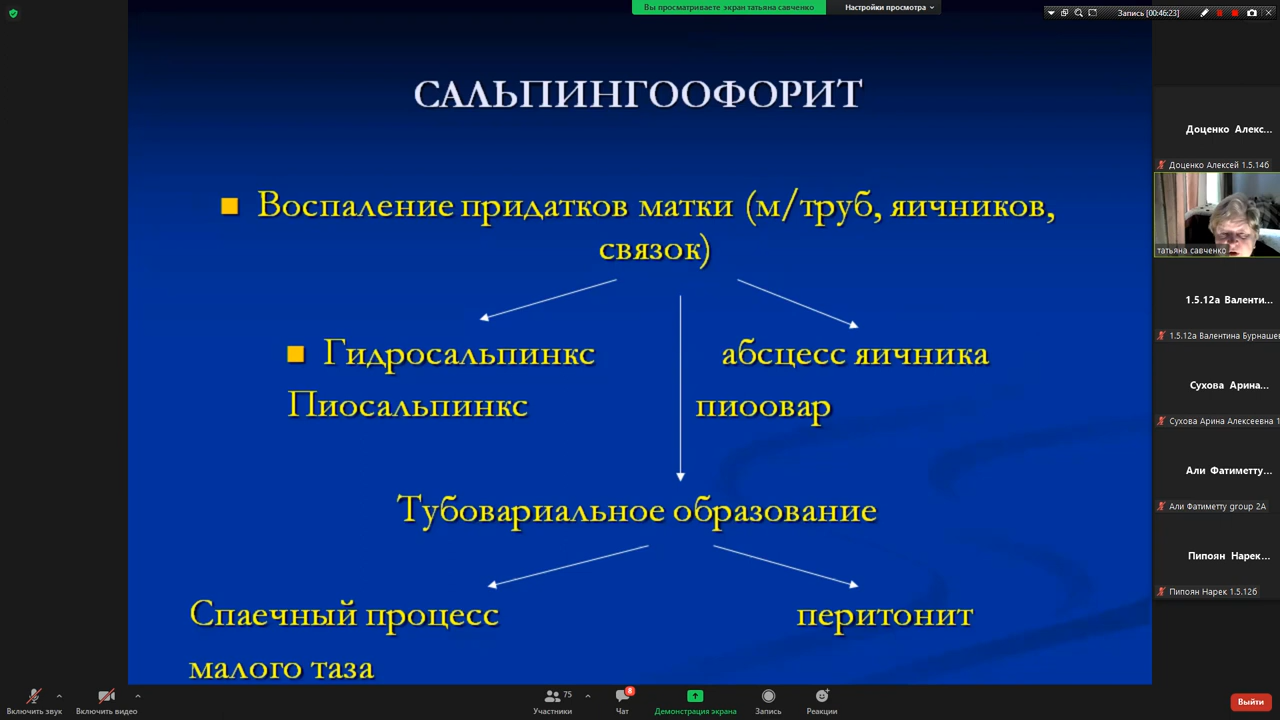 Вы просматриваете экран татьяна савченко
Настройки просмотра
Запись [00:46:23]
САЛЬПИНГООФОРИТ
Воспаление придатков матки (м/труб, яичников,
связок)
Гидросальпинкс абсцесс яичника
Пиосальпинкс пиоовар
Тубовариальное образование
Спаечный процесс перитонит
малого таза
Доценко Алекс...
Доценко Алексей 1.5.14б
татьяна савченко
1.5.12а Валенти...
1.5.12а Валентина Бурнашев
Сухова Арина...
Сухова Арина Алексеевна 1
Али Фатиметту...
Али Фатиметту group 2A
Пипоян Нарек...
Пипоян Нарек 1.5.12б
Включить звук
Включить видео
75
Участники
8
Чат
Демонстрация экрана
Запись
Реакции
Выйти